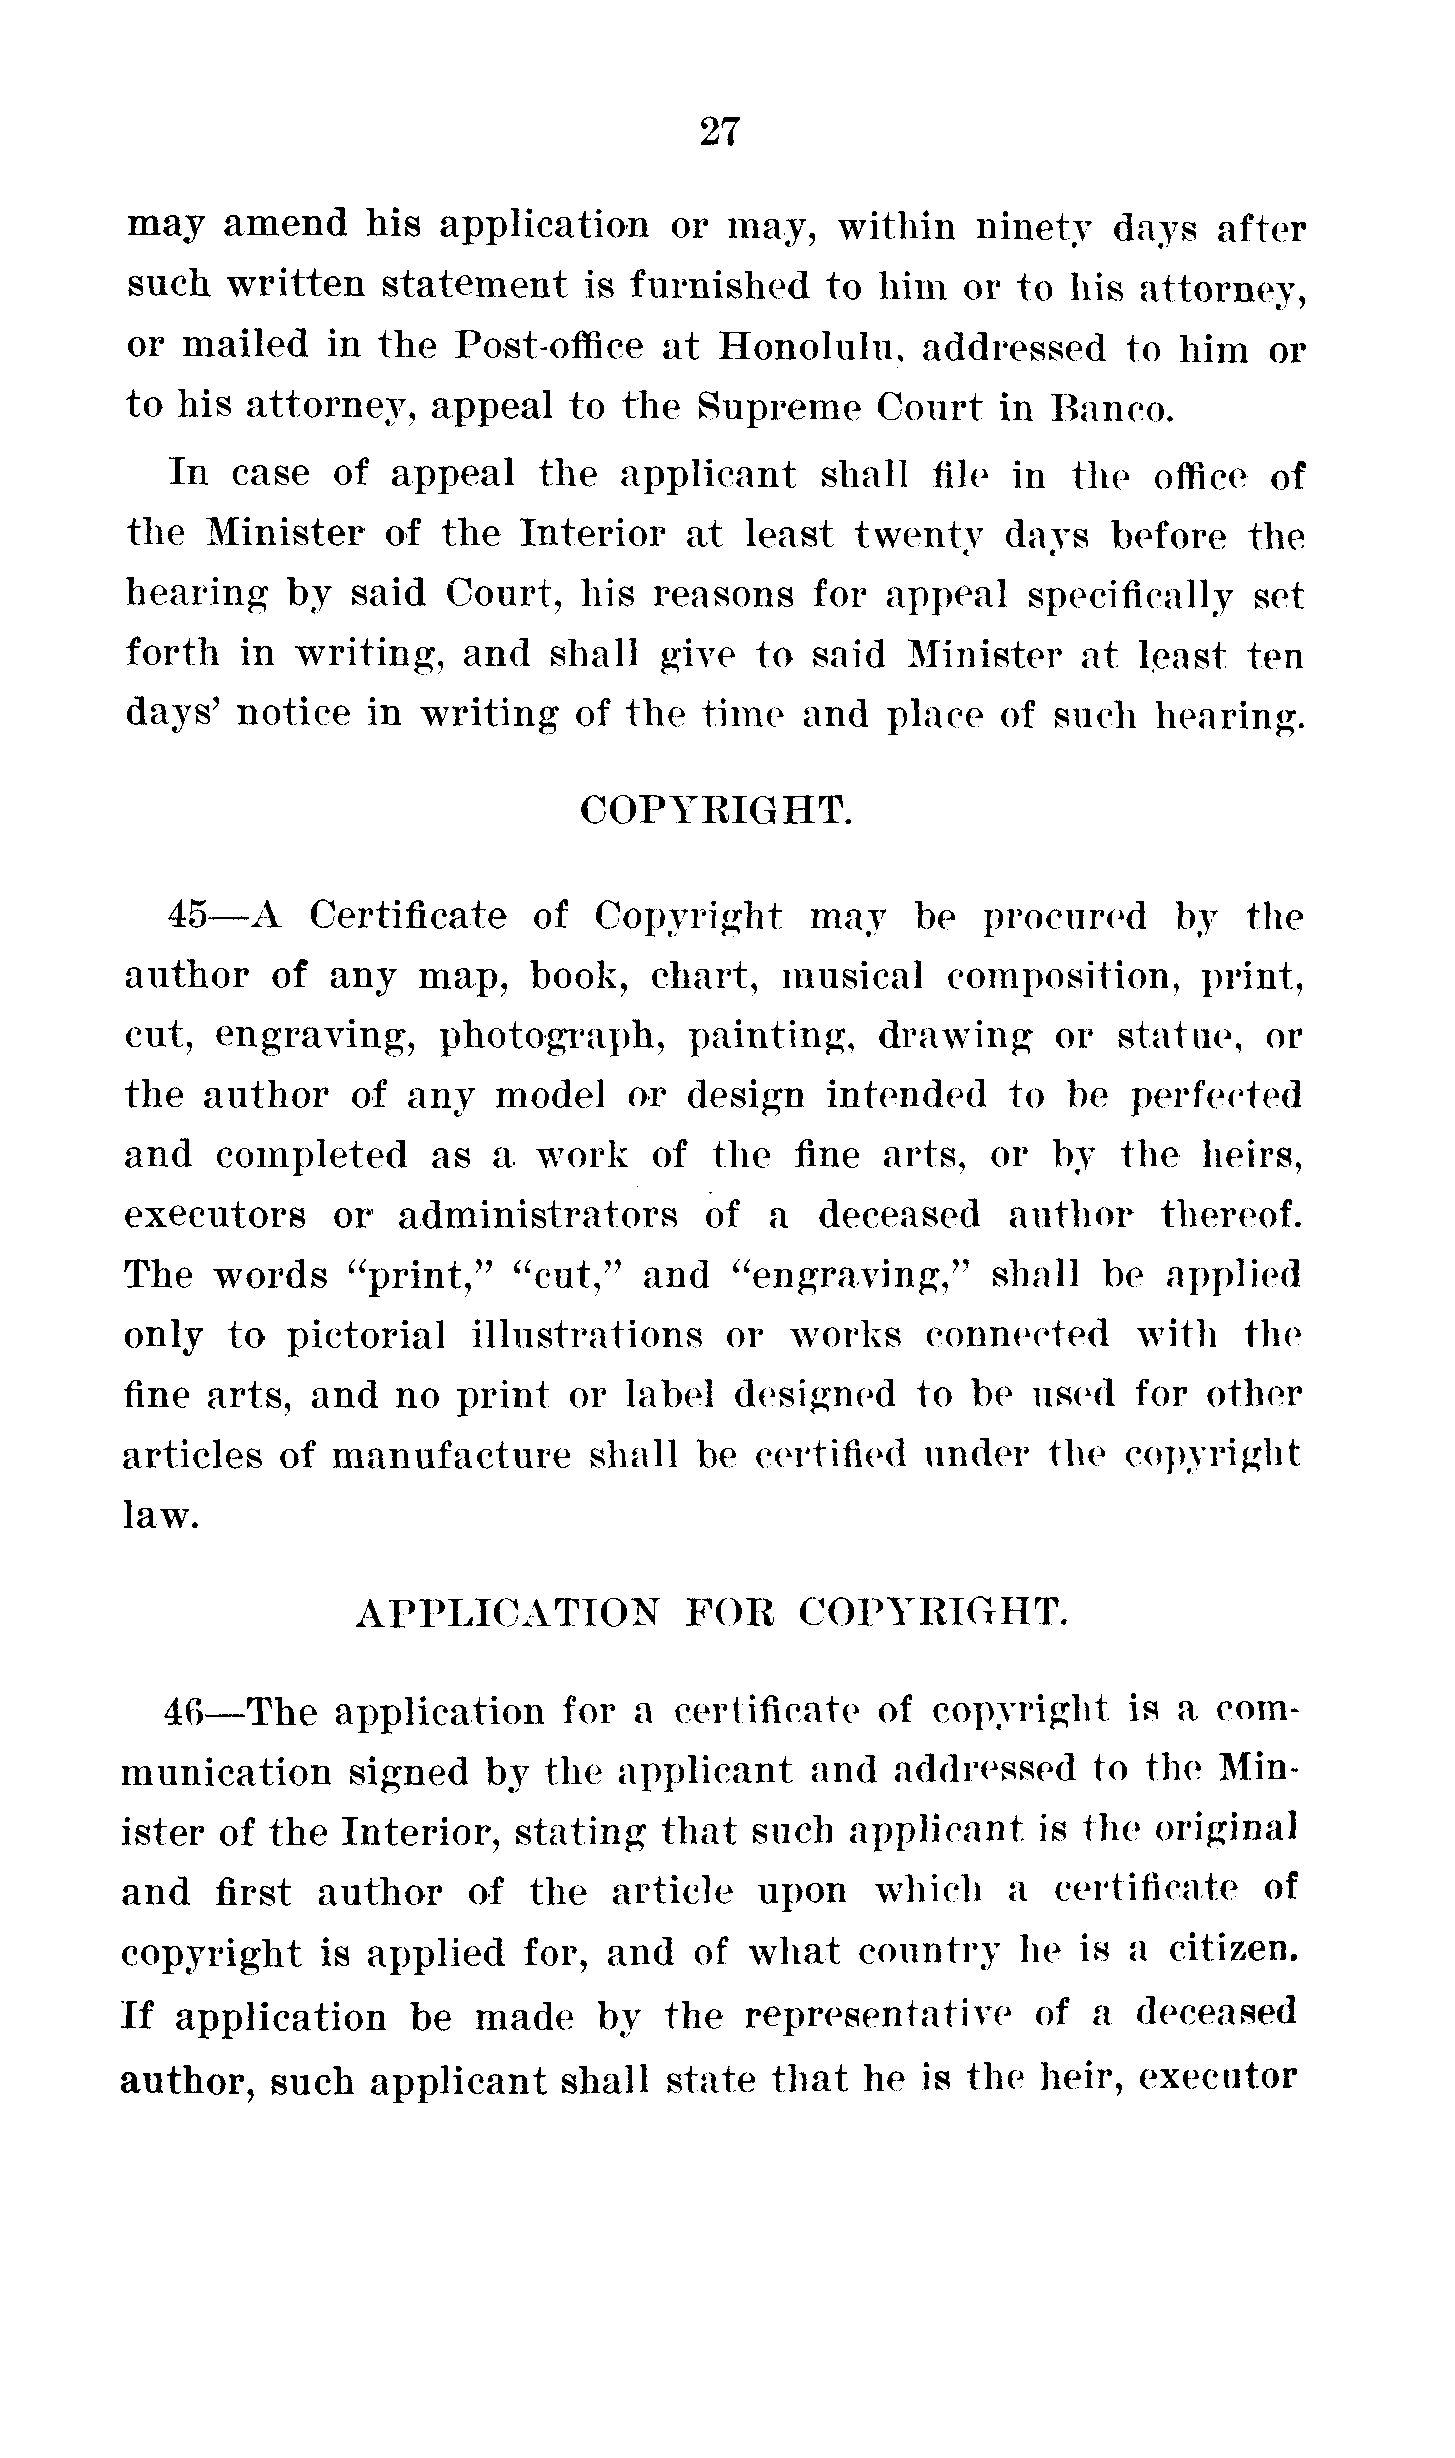 27
may amend his application or may, within ninety days after
such written statement is furnished to him or to his attorney,
or mailed in the Post-office at Honolulu, addressed to him or
to his attorney, appeal to the Supreme Court in Banco.
In case of appeal the applicant shall file in the office of
the Minister of the Interior at least twenty days before the
hearing by said Court, his reasons for appeal specifically set
forth in writing, and shall give to said Minister at least ten
days' notice in writing of the time and place of such hearing.
COPYRIGHT.
45—A Certificate of Copyright may be procured by the
author of any map, book, chart, musical composition, print,
cut, engraving, photograph, painting, drawing or statue, or
the author of any model or design intended to be perfected
and completed as a work of the fine arts, or by the heirs,
executors or administrators of a deceased author thereof.
The words “print,” “cut,” and “engraving,” shall be applied
only to pictorial illustrations or works connected with the
fine arts, and no print or label designed to be used for other
articles of manufacture shall be certified under the copyright
law.
APPLICATION FOR COPYRIGHT.
46—The application for a certificate of copyright is a com-
munication signed by the applicant and addressed to the Min-
ister of the Interior, stating that such applicant is the original
and first author of the article upon which a certificate of
copyright is applied for, and of what country he is a citizen.
If application be made by the representative of a deceased
author, such applicant shall state that he is the heir, executor